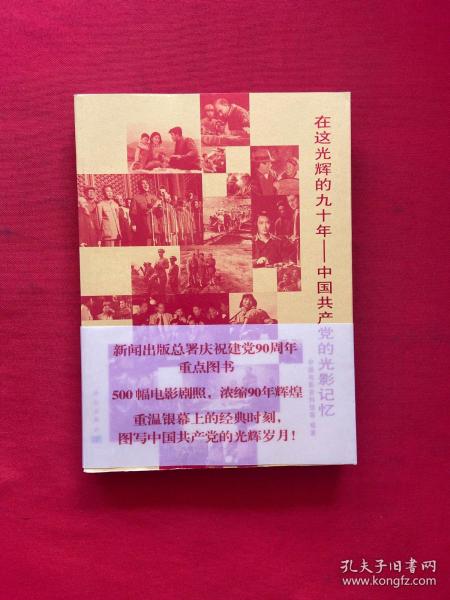 在这光辉的九十年——中国共产党的光影记忆
新闻出版总署庆祝建党90周年
重点图书
500幅电影剧照，浓缩90年辉煌
重温银幕上的经典时刻，
图写中国共产党的光辉岁月！
孔夫子旧书网
www.kongfz.com